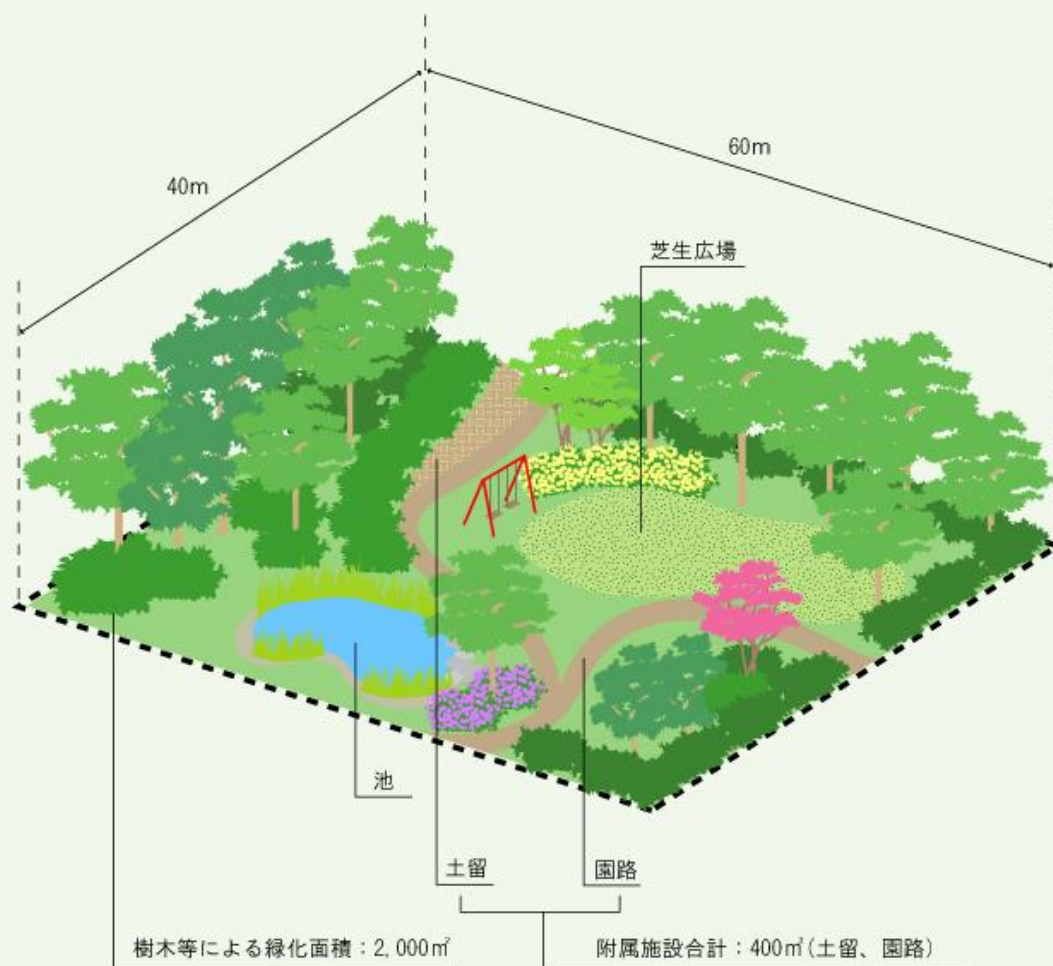 40m
60m
芝生広場
池
土留
園路
樹木等による緑化面積：2,000㎡
附属施設合計：400㎡(土留、園路)